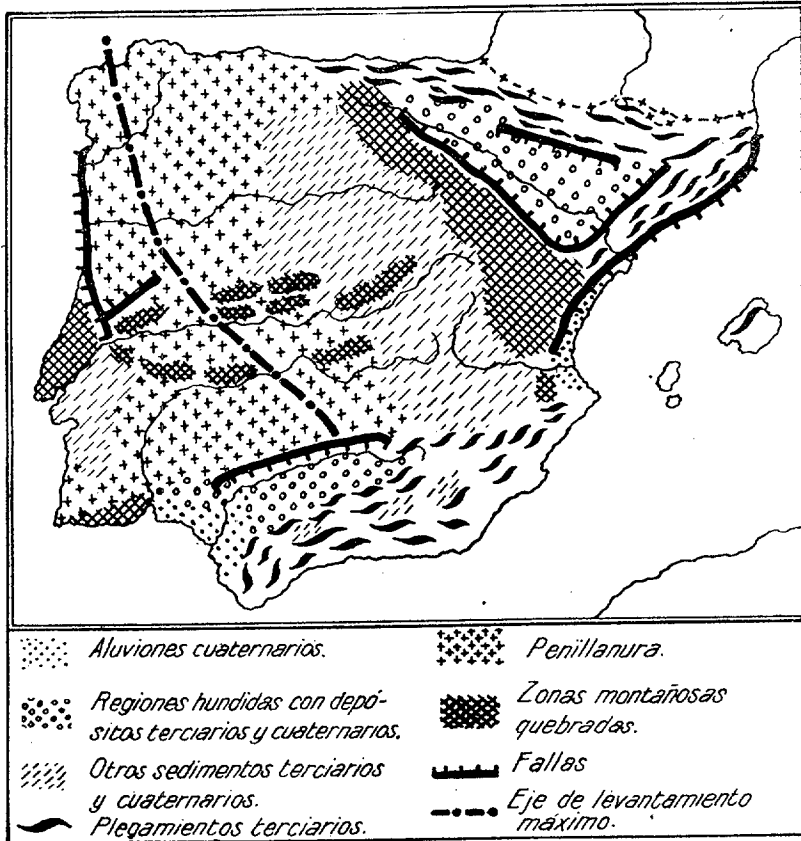 Aluviones cuaternarios.
Regiones hundidas con depó-
sitos terciarios y cuaternarios.
Otros sedimentos terciarios
y cuaternarios.
Plegamientos terciarios.
Penillanura.
Zonas montañosas
quebradas.
Fallas
Eje de levantamiento
máximo.